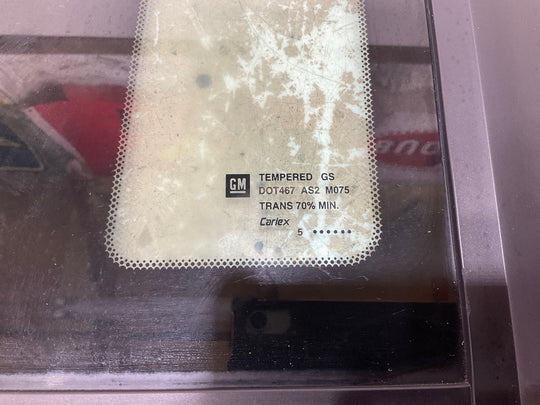 GM
TEMPERED GS
DOT467 AS2 M075
TRANS 70% MIN.
Carlex
5 ••••••